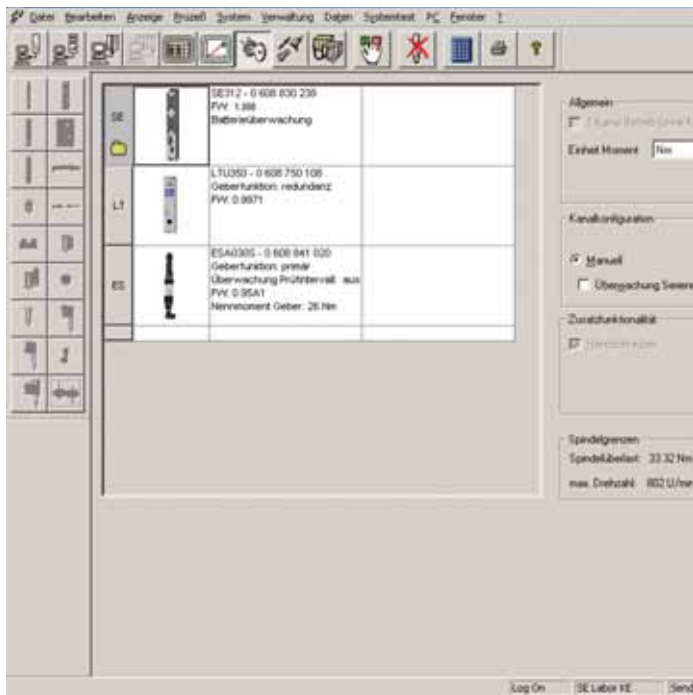 Datei Bearbeiten Anzeige Prozeß System Verwaltung Daten Systemtest PC Fenster ?
SE
SE312 - 0 608 830 238
FW: 1.
Batterieüberwachung
LT
LTU350 - 0 608 750 108
Geberfunktion: redundanz
FW: 0.9971
ES
ESA030S - 0 608 841 020
Geberfunktion: primär
Überwachung Prüfintervall: aus
FW: 0.95A1
Nennmoment Geber: 26 Nm
Allgemein
Einheit Moment Nm
Kanalkonfiguration
Manuell
Überwachung
Zusatzfunktionalität
Spindelgrenzen
Spindelüberlast: 33.32 Nm
max. Drehzahl: 802 U/
Log On SE Labor KE Send